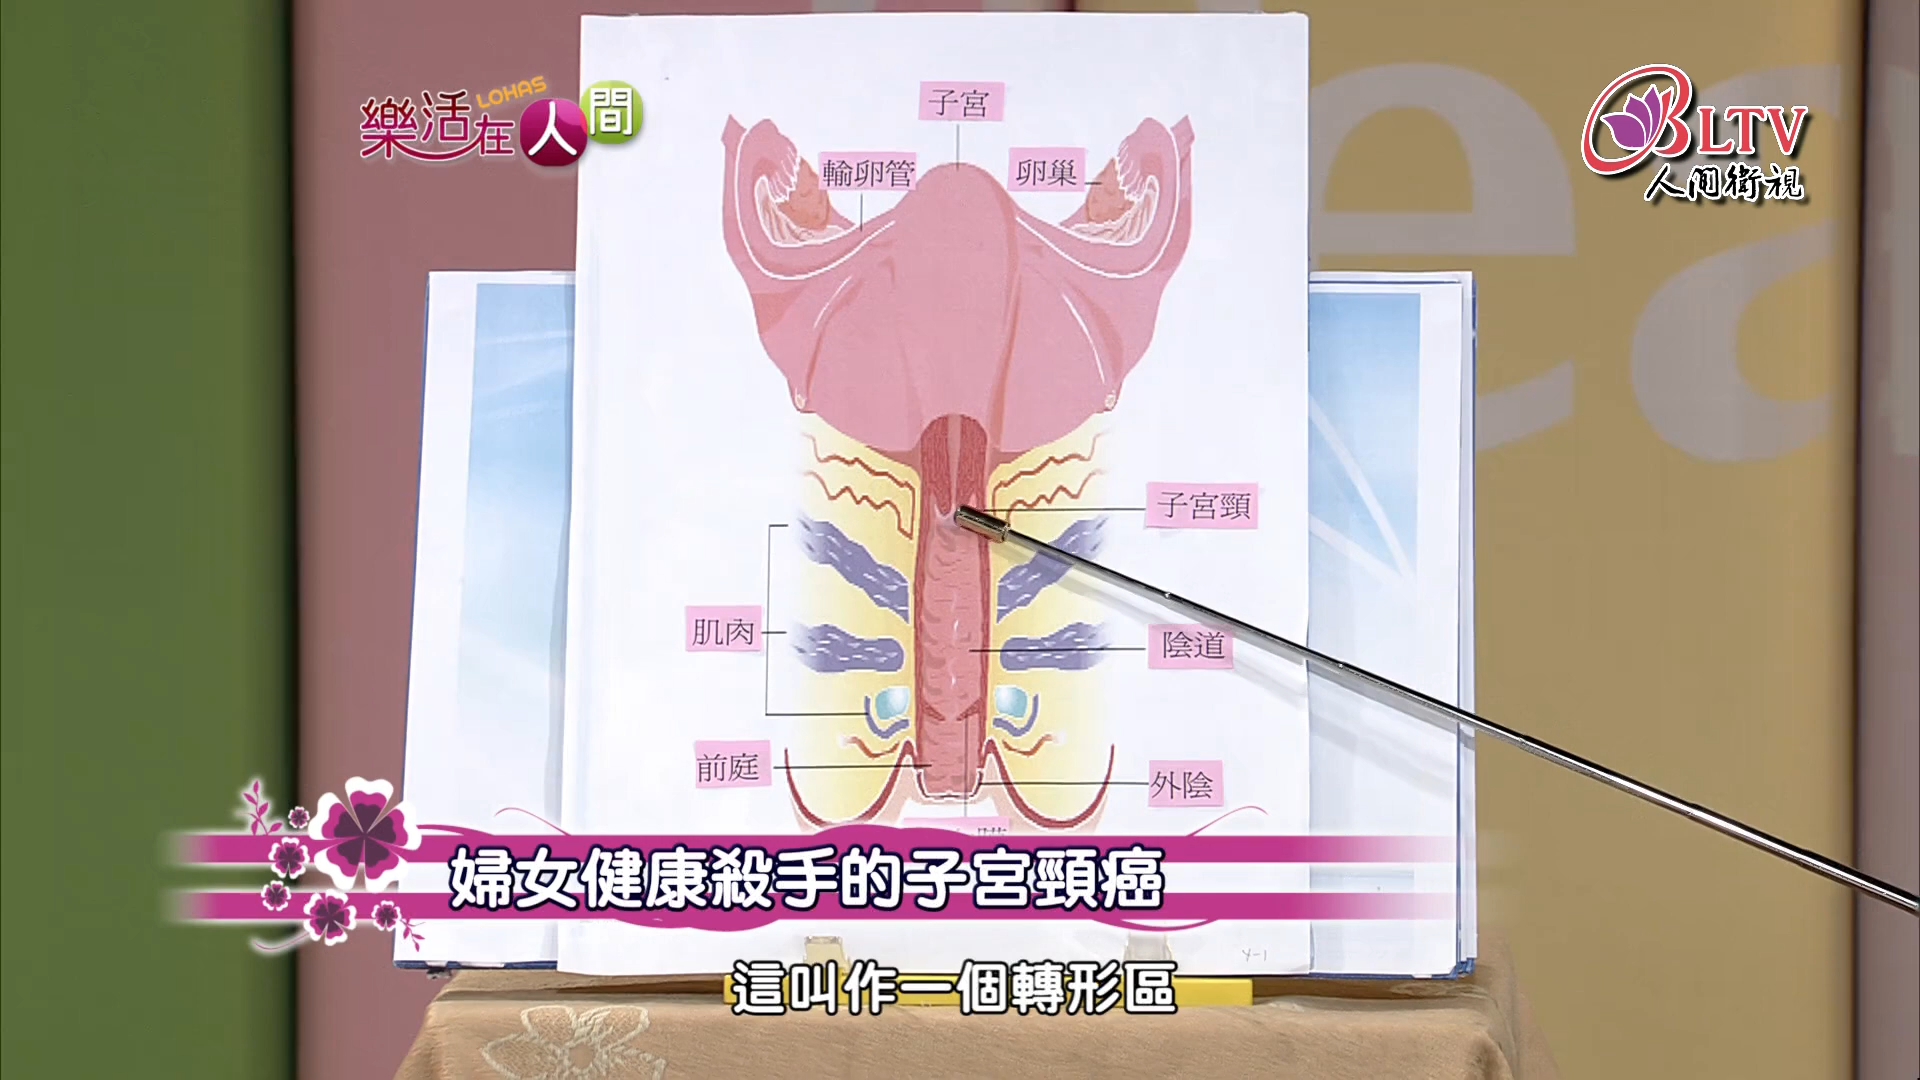 樂活在人間
LOHAS
BLTV
人間衛視
子宮
輸卵管
卵巢
子宮頸
肌肉
陰道
前庭
外陰
婦女健康殺手的子宮頸癌
這叫作一個轉形區